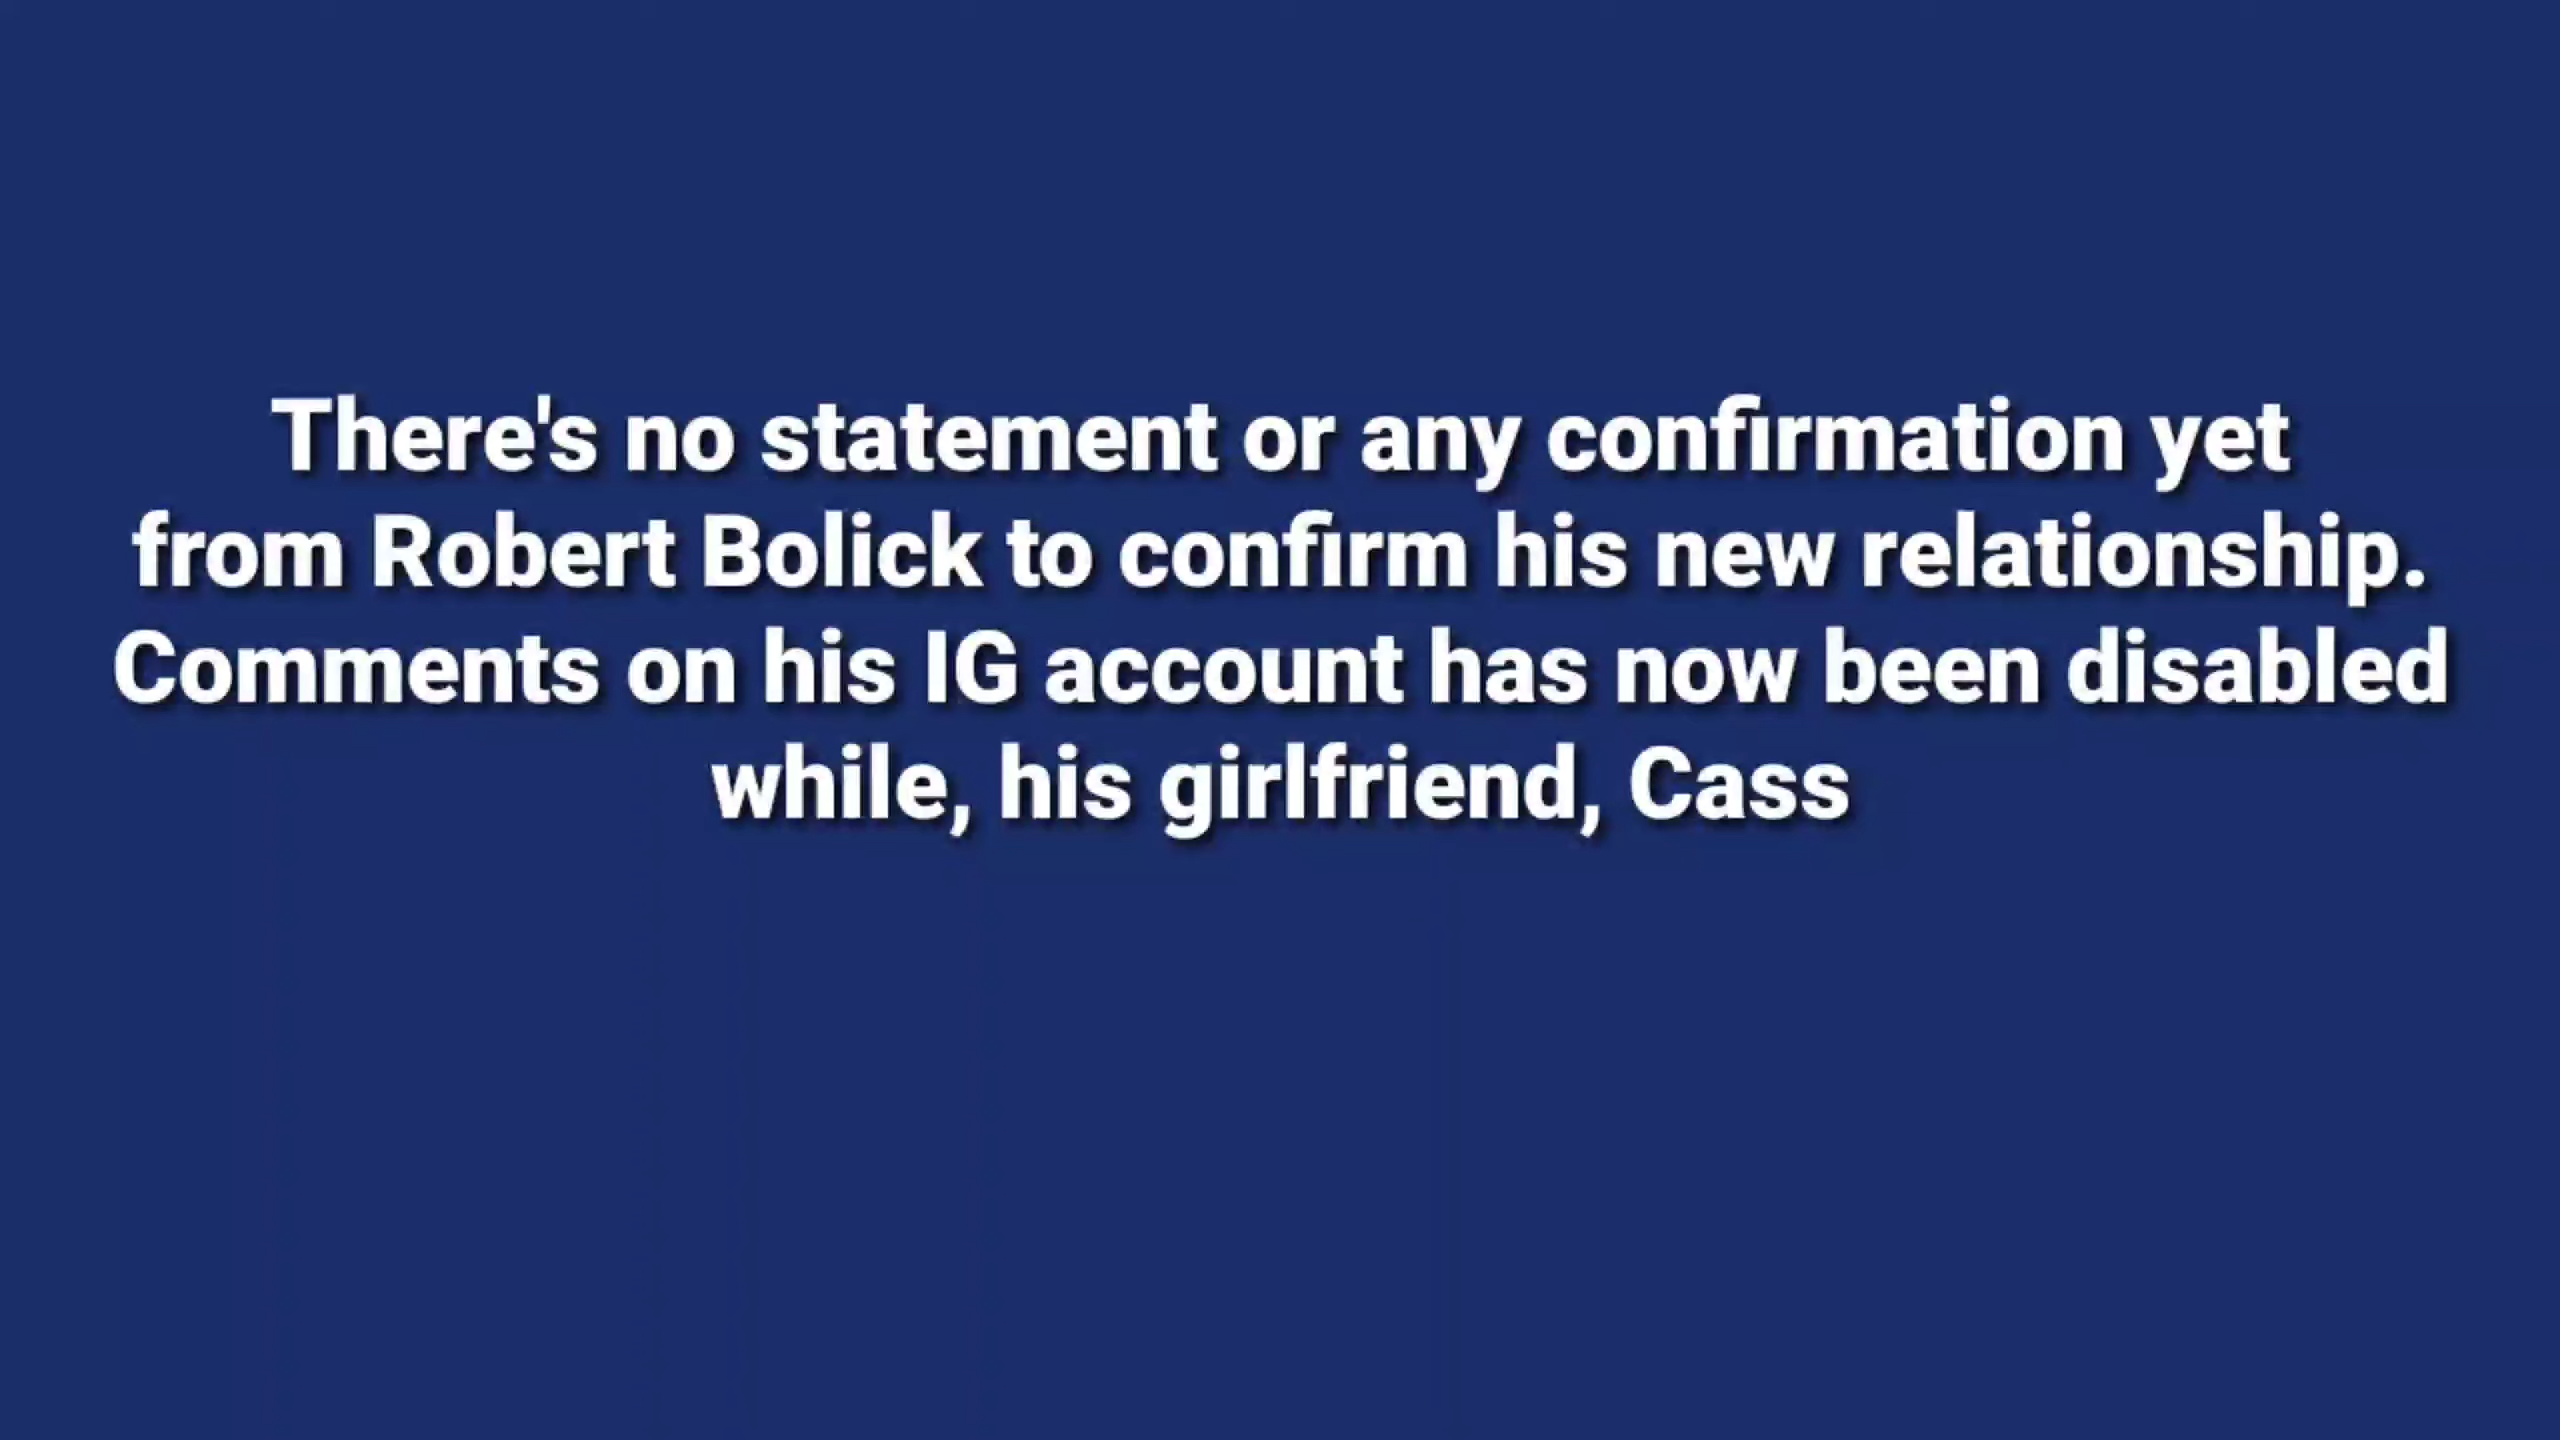 There's no statement or any confirmation yet
from Robert Bolick to confirm his new relationship.
Comments on his IG account has now been disabled
while, his girlfriend, Cass